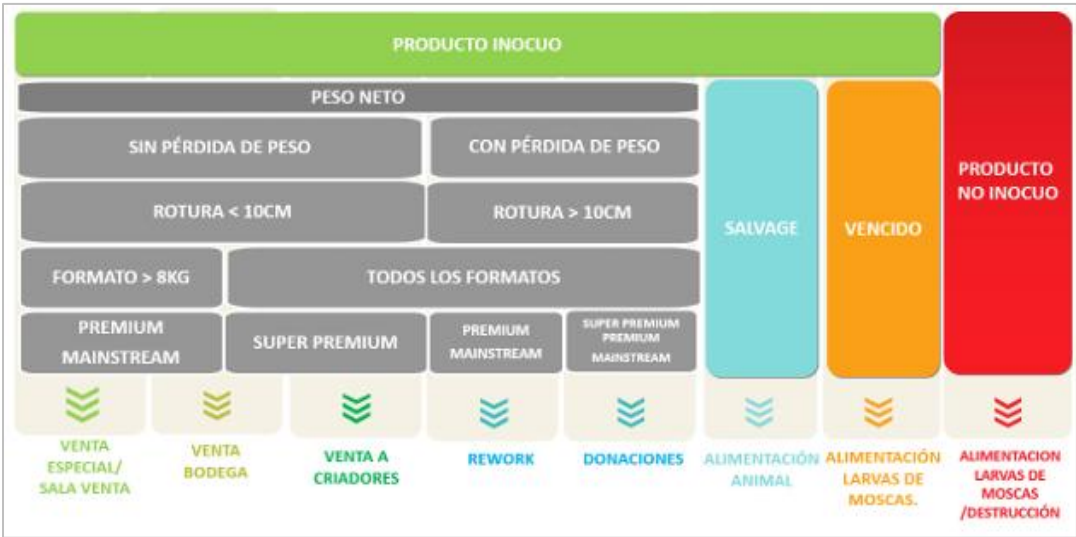 PRODUCTO INOCUO
PESO NETO
SIN PÉRDIDA DE PESO
CON PÉRDIDA DE PESO
ROTURA < 10CM
ROTURA > 10CM
FORMATO > 8KG
TODOS LOS FORMATOS
PREMIUM
MAINSTREAM
SUPER PREMIUM
PREMIUM
MAINSTREAM
SUPER PREMIUM
PREMIUM
MAINSTREAM
SALVAGE
VENCIDO
PRODUCTO
NO INOCUO
VENTA
ESPECIAL/
SALA VENTA
VENTA
BODEGA
VENTA A
CRIADORES
REWORK
DONACIONES
ALIMENTACIÓN
ANIMAL
ALIMENTACIÓN
LARVAS DE
MOSCAS.
ALIMENTACION
LARVAS DE
MOSCAS
/DESTRUCCIÓN